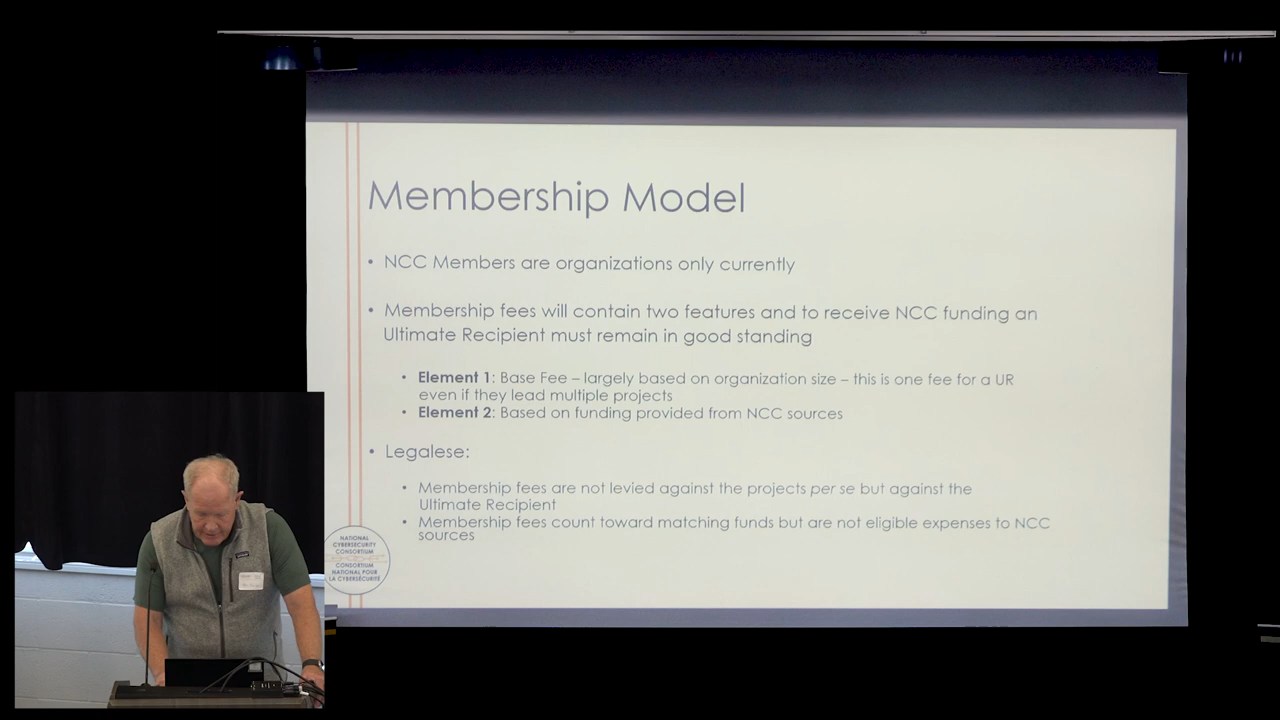 Membership Model
• NCC Members are organizations only currently
• Membership fees will contain two features and to receive NCC funding an
Ultimate Recipient must remain in good standing
• Element 1: Base Fee – largely based on organization size – this is one fee for a UR
even if they lead multiple projects
• Element 2: Based on funding provided from NCC sources
• Legalese:
• Membership fees are not levied against the projects per se but against the
Ultimate Recipient
• Membership fees count toward matching funds but are not eligible expenses to NCC
sources
NATIONAL
CYBERSECURITY
CONSORTIUM
CONSORTIUM
NATIONAL POUR
LA CYBERSÉCURITÉ